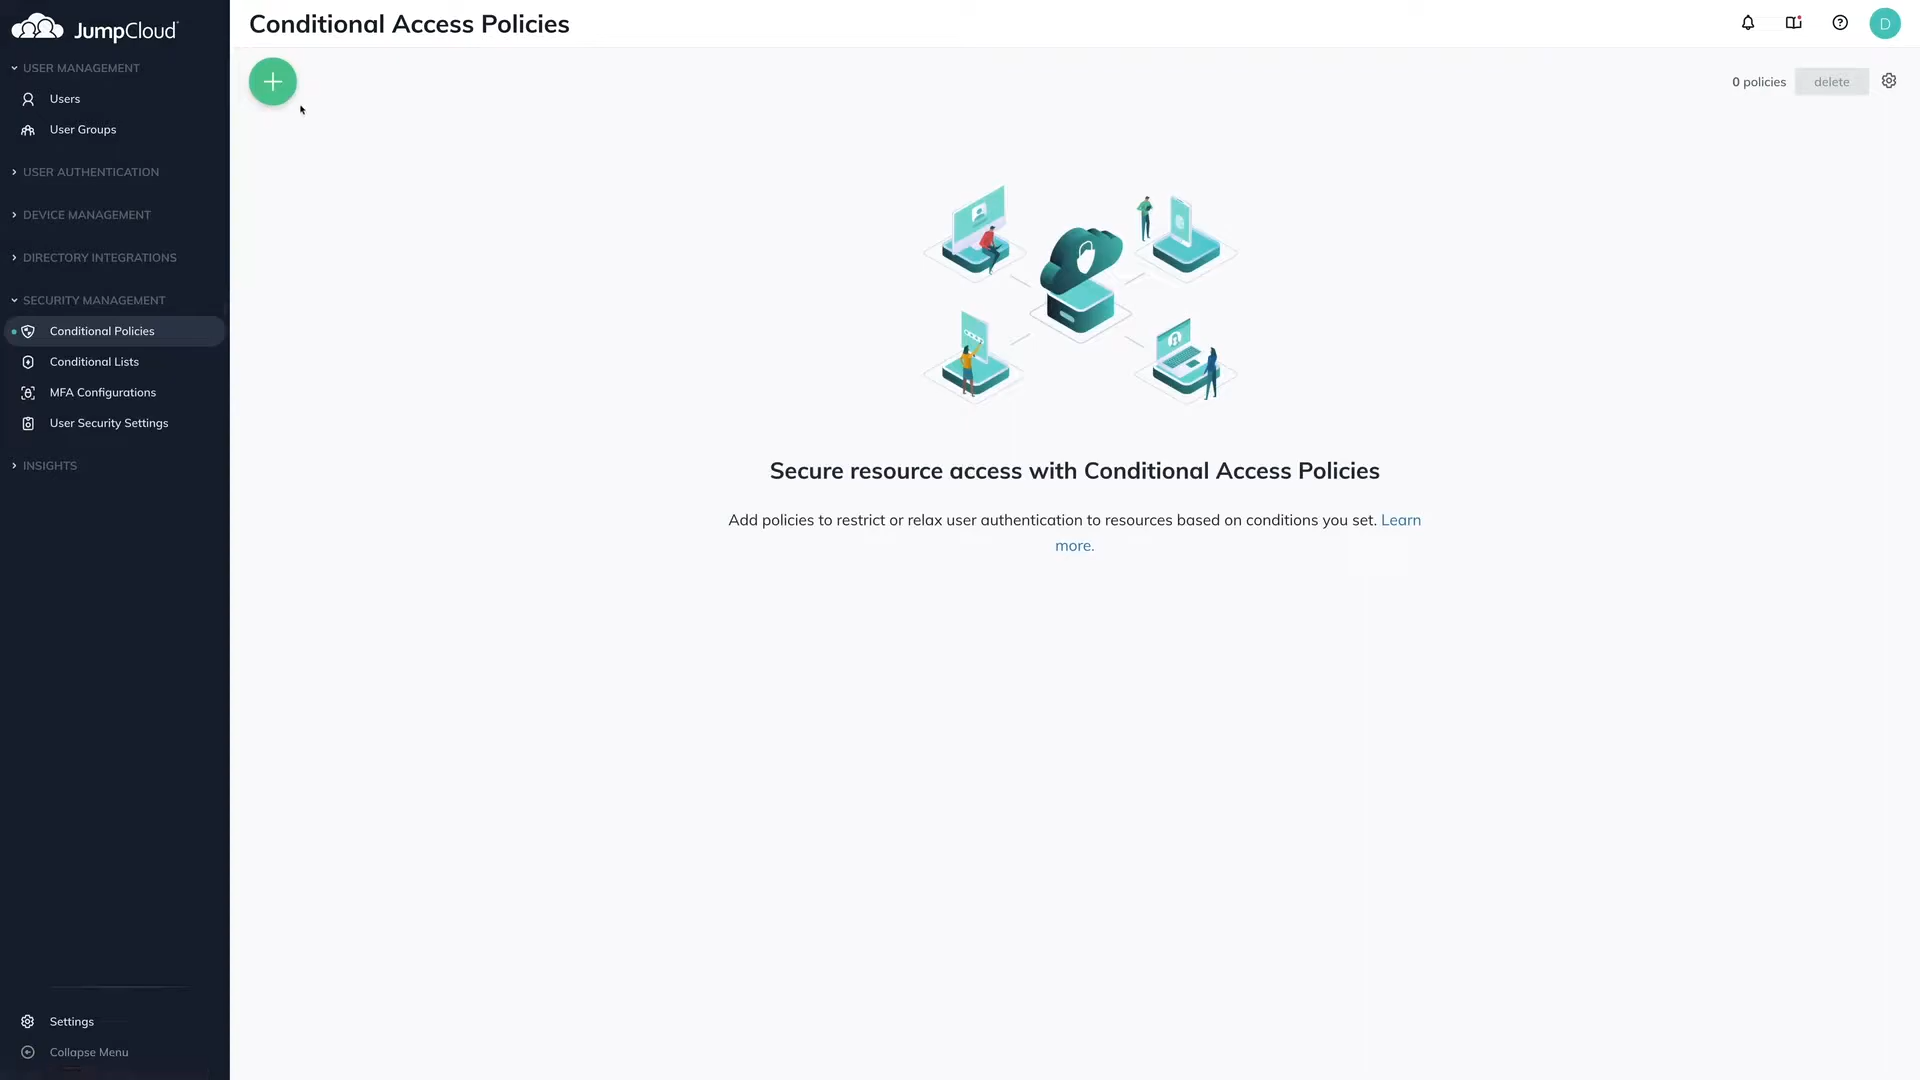 JumpCloud
Conditional Access Policies
D
USER MANAGEMENT
Users
User Groups
USER AUTHENTICATION
DEVICE MANAGEMENT
DIRECTORY INTEGRATIONS
SECURITY MANAGEMENT
Conditional Policies
Conditional Lists
MFA Configurations
User Security Settings
INSIGHTS
Settings
Collapse Menu
0 policies
delete
Secure resource access with Conditional Access Policies
Add policies to restrict or relax user authentication to resources based on conditions you set. Learn
more.